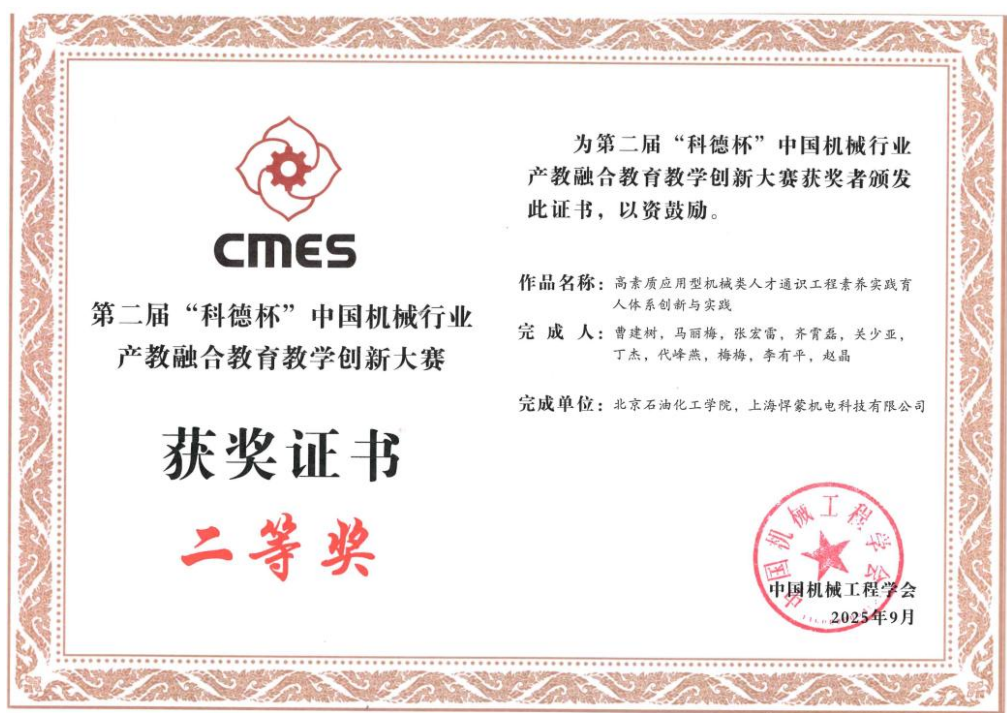 CMES
第二届“科德杯”中国机械行业
产教融合教育教学创新大赛
获奖证书
二等奖
为第二届“科德杯”中国机械行业
产教融合教育教学创新大赛获奖者颁发
此证书，以资鼓励。
作品名称：高素质应用型机械类人才通识工程素养实践育
人体系创新与实践
完成人：曹建树，马丽梅，张宏雷，齐霄磊，关少亚，
丁杰，代峰燕，梅梅，李有平，赵晶
完成单位：北京石油化工学院，上海悍蒙机电科技有限公司
中国机械工程学会
中国机械工程学会
2025年9月